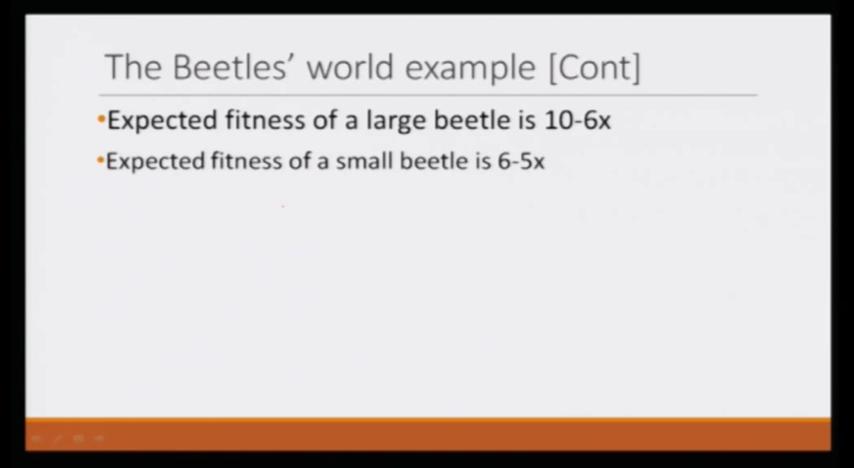 The Beetles' world example [Cont]
•Expected fitness of a large beetle is 10-6x
•Expected fitness of a small beetle is 6-5x